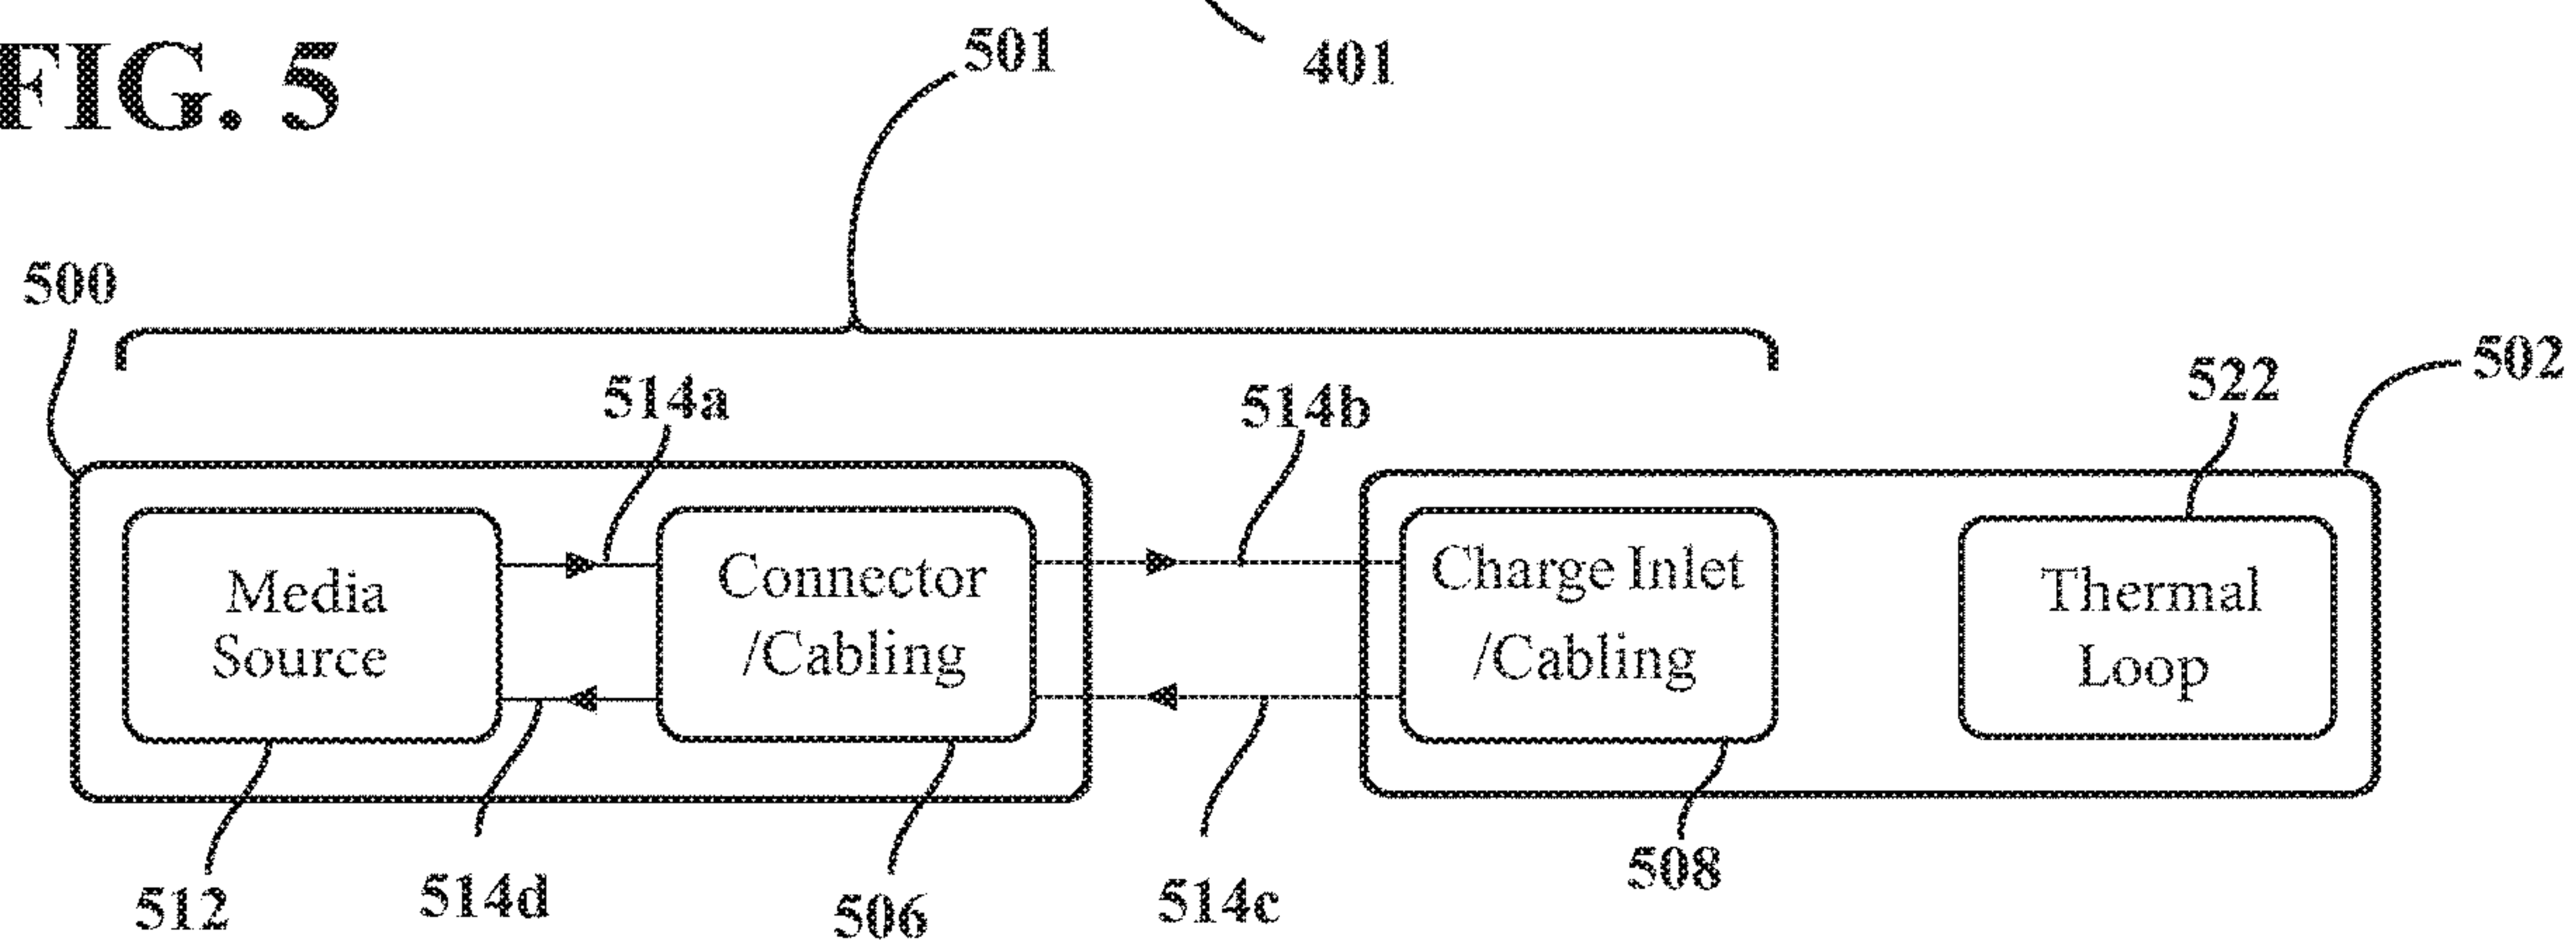 FIG. 5
501
401
500
514a
514b
522
502
Media
Source
Connector
/Cabling
Charge Inlet
/Cabling
Thermal
Loop
512
514d
506
514c
508